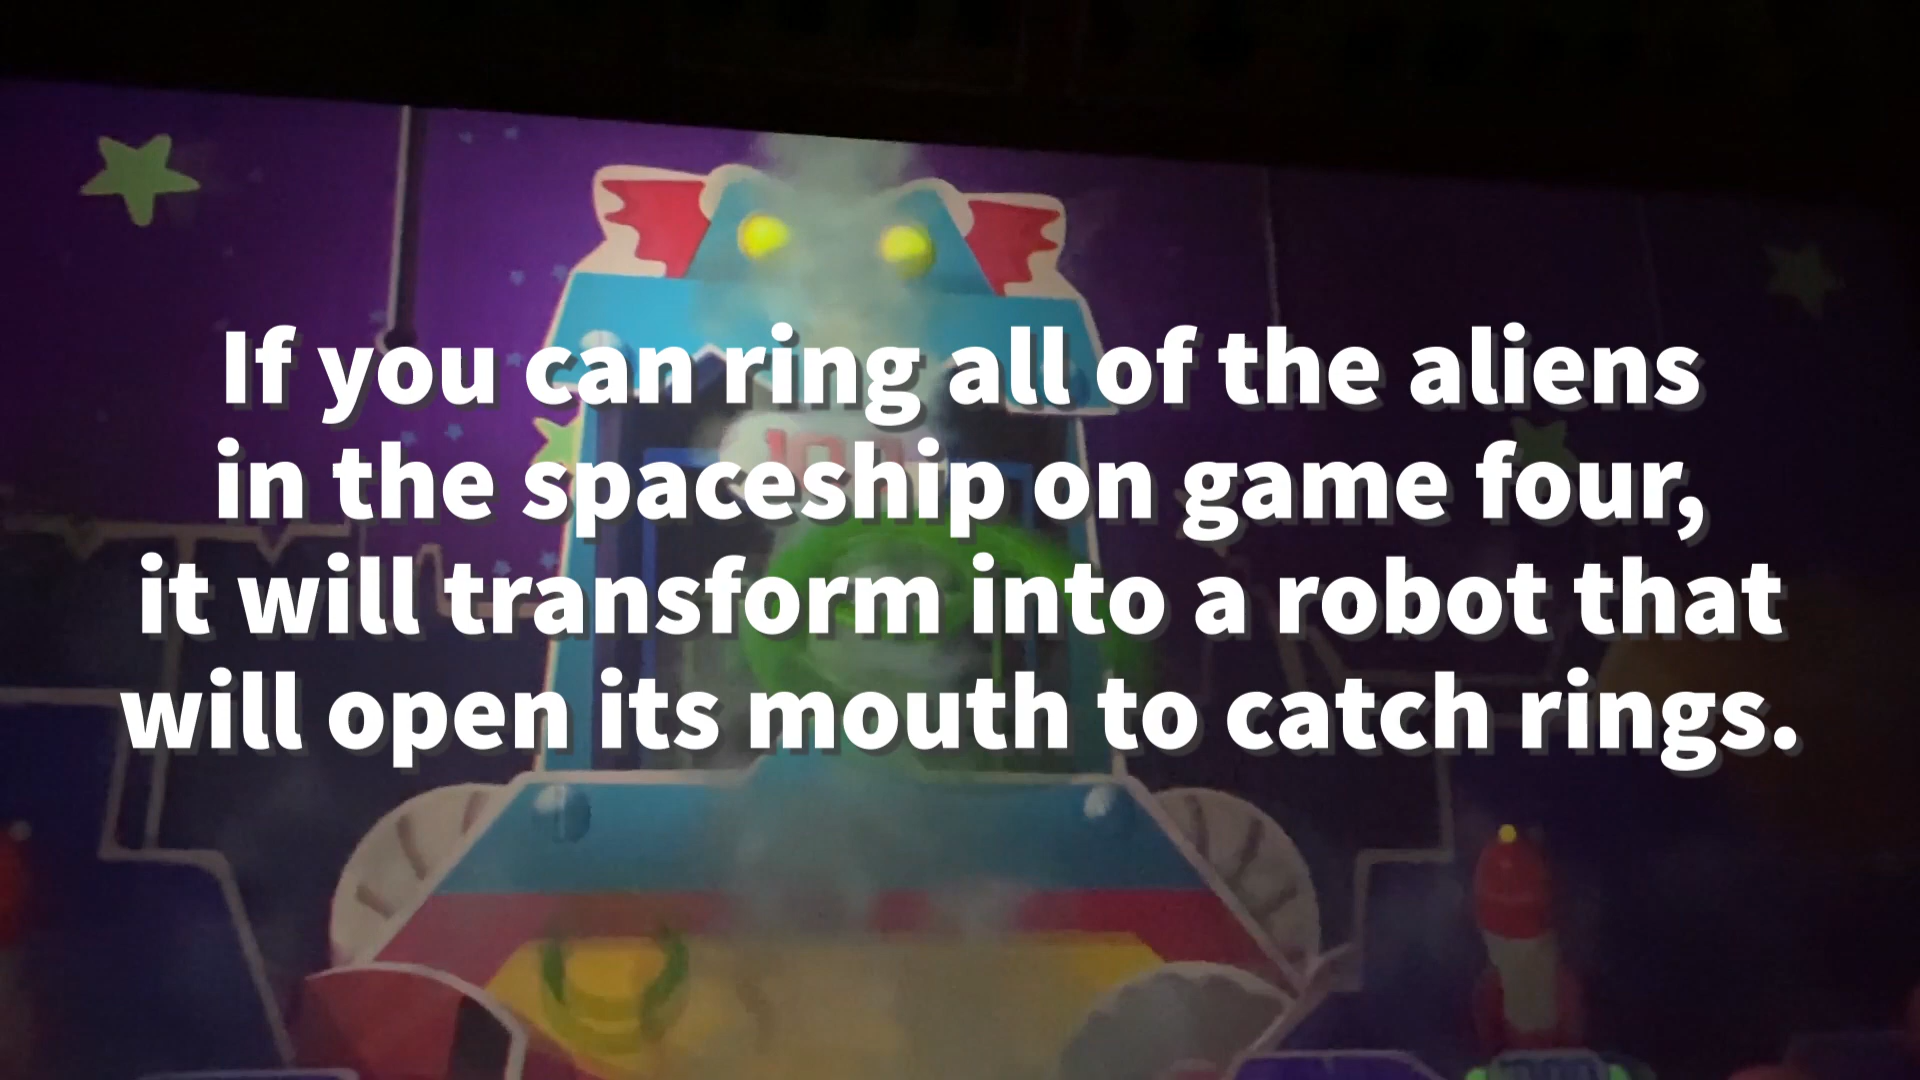 If you can ring all of the aliens
in the spaceship on game four,
it will transform into a robot that
will open its mouth to catch rings.